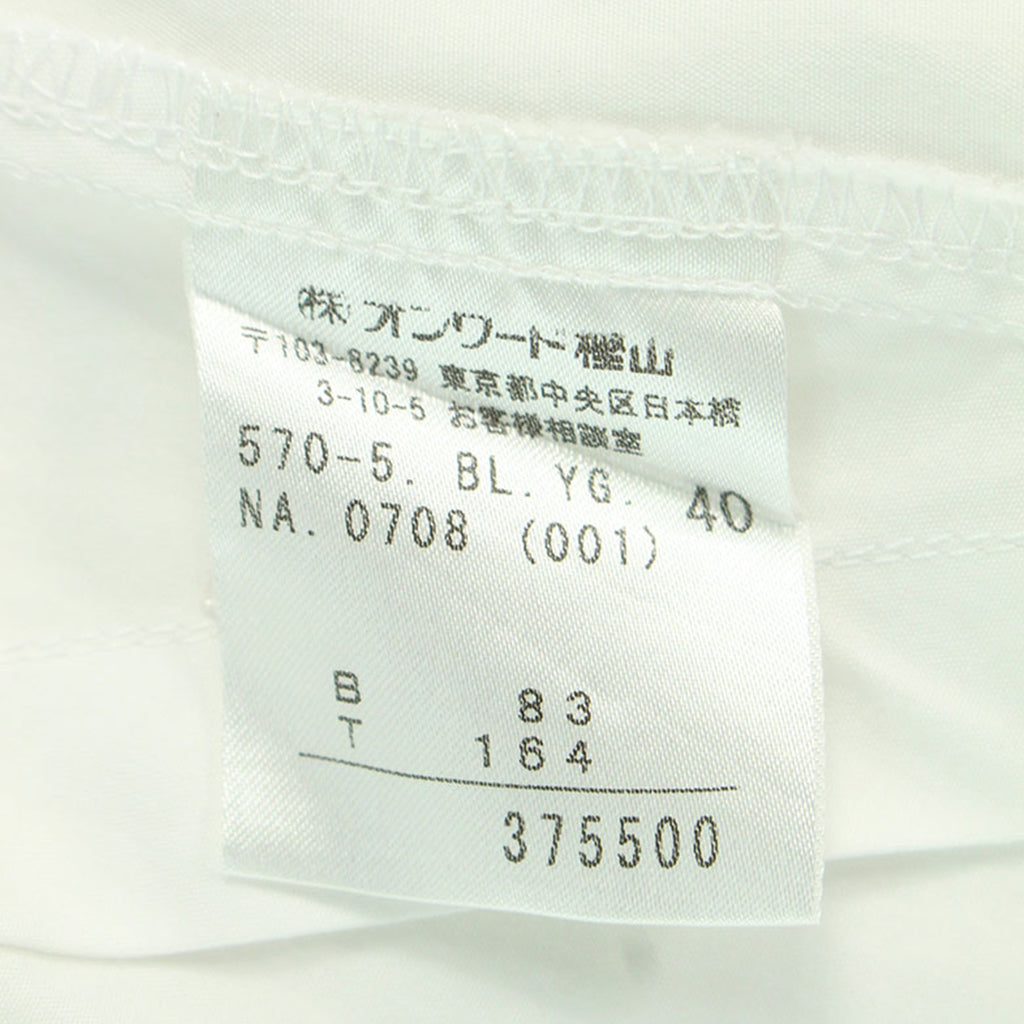 ㈱ オンワード樫山
〒103-8239 東京都中央区日本橋
3-10-5 お客様相談室
570-5. BL. YG. 40
NA. 0708 (001)
B 83
T 164
375500